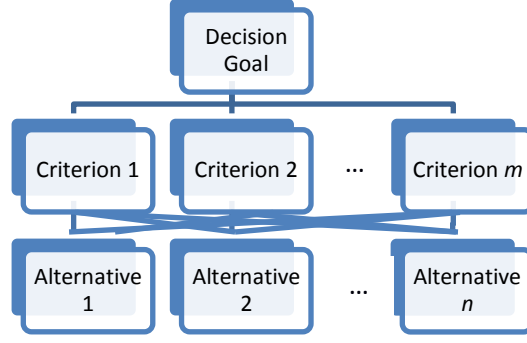 Decision
Goal
Criterion 1
Criterion 2
...
Criterion m
Alternative
1
Alternative
2
...
Alternative
n